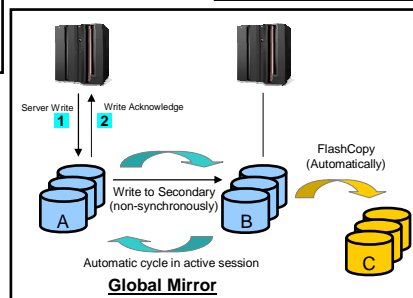 Server Write
1
Write Acknowledge
2
FlashCopy
(Automatically)
Write to Secondary
(non-synchronously)
A
B
C
Automatic cycle in active session
Global Mirror